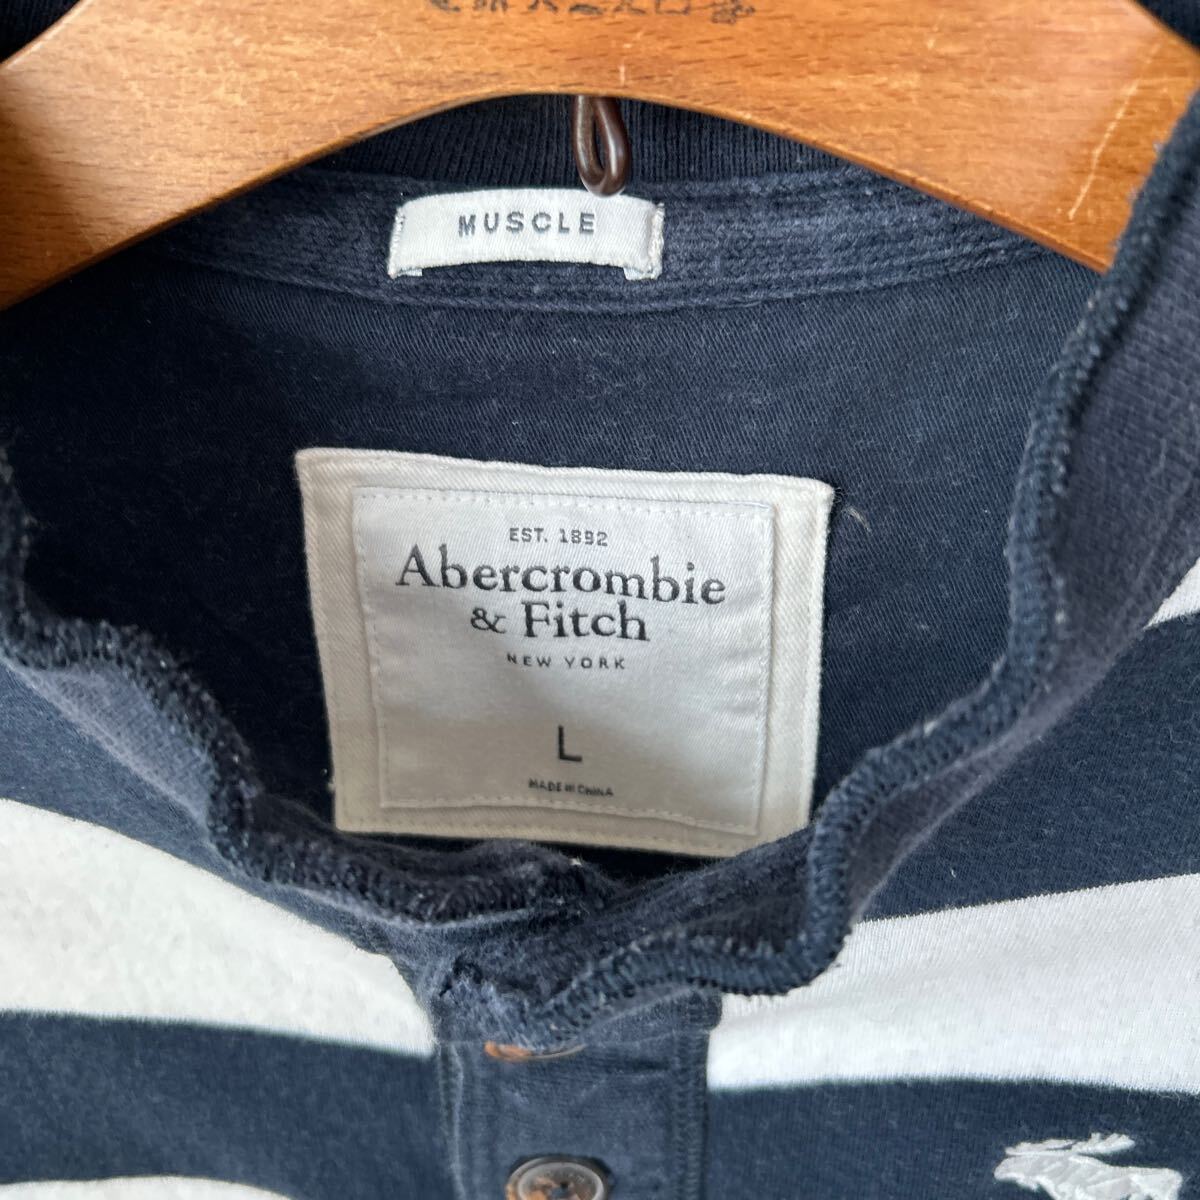 MUSCLE
EST. 1892
Abercrombie
& Fitch
NEW YORK
L
MADE IN CHINA